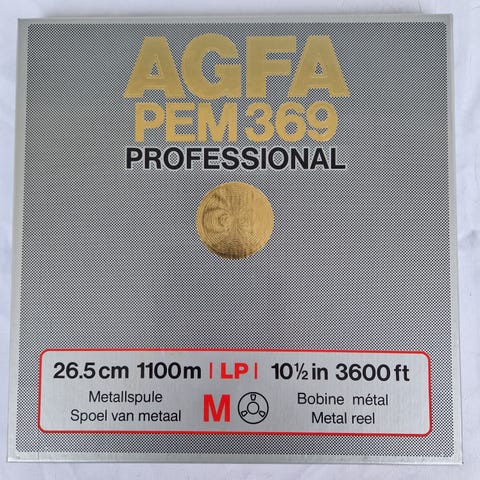 AGFA
PEM 369
PROFESSIONAL
26.5 cm 1100 m | LP | 10½ in 3600 ft
Metallspule M Bobine métal
Spoel van metaal Metal reel